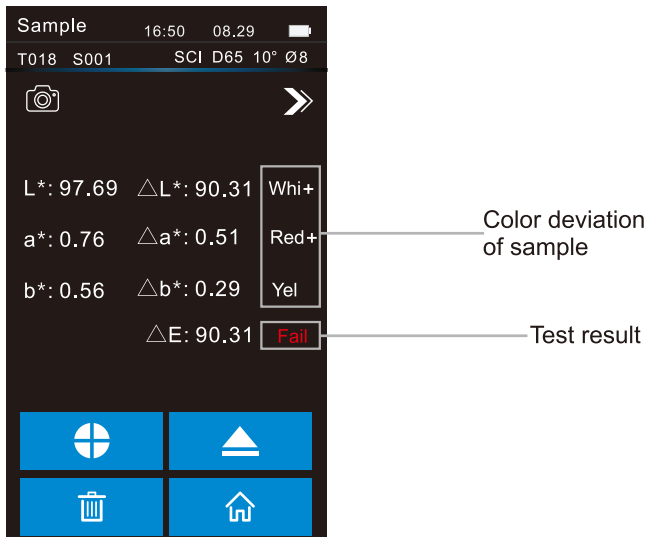 Sample 16:50 08.29
T018 S001 SCI D65 10° Ø8
L*: 97.69 △L*: 90.31 Whi+
a*: 0.76 △a*: 0.51 Red+
b*: 0.56 △b*: 0.29 Yel
△E: 90.31 Fail
Color deviation
of sample
Test result